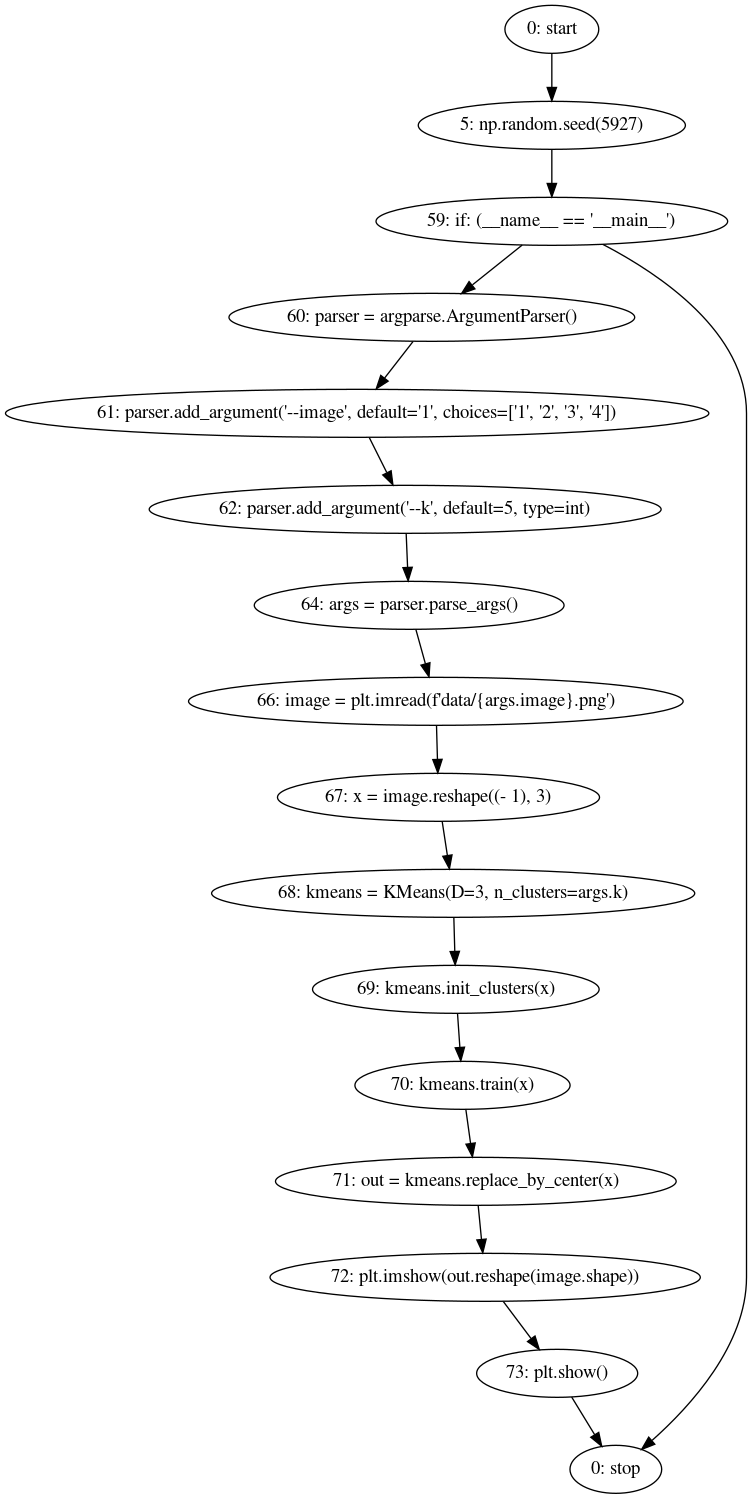 0: start
5: np.random.seed(5927)
59: if: (__name__ == '__main__')
60: parser = argparse.ArgumentParser()
61: parser.add_argument('--image', default='1', choices=['1', '2', '3', '4'])
62: parser.add_argument('--k', default=5, type=int)
64: args = parser.parse_args()
66: image = plt.imread(f'data/{args.image}.png')
67: x = image.reshape((- 1), 3)
68: kmeans = KMeans(D=3, n_clusters=args.k)
69: kmeans.init_clusters(x)
70: kmeans.train(x)
71: out = kmeans.replace_by_center(x)
72: plt.imshow(out.reshape(image.shape))
73: plt.show()
0: stop